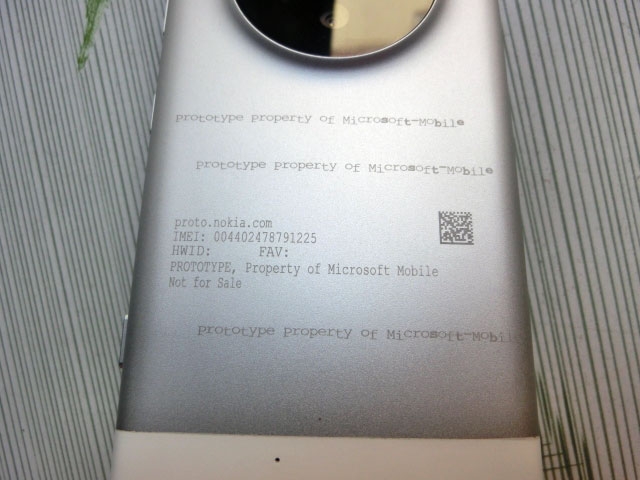 prototype property of Microsoft-Mobile
prototype property of Microsoft-Mobile
proto.nokia.com
IMEI: 004402478791225
HWID: FAV:
PROTOTYPE, Property of Microsoft Mobile
Not for Sale
prototype property of Microsoft-Mobil